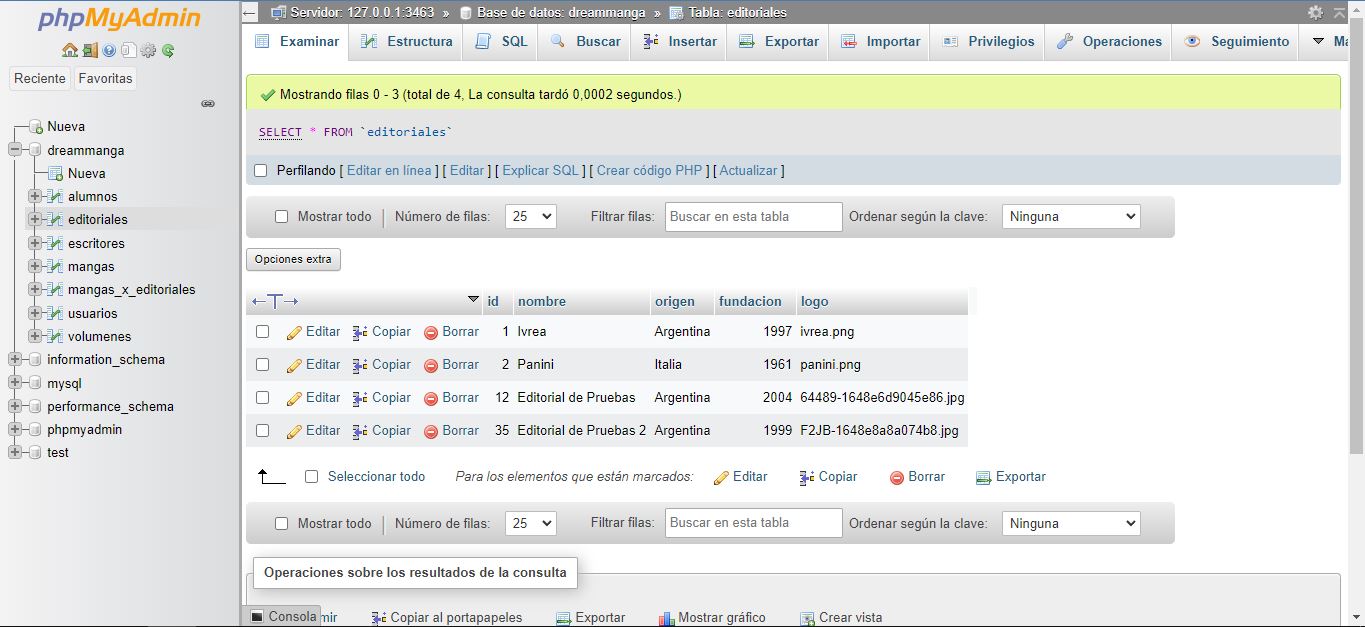 phpMyAdmin
Reciente Favoritas
Nueva
dreammanga
Nueva
alumnos
editoriales
escritores
mangas
mangas_x_editoriales
usuarios
volumenes
information_schema
mysql
performance_schema
phpmyadmin
test
Servidor: 127.0.0.1:3463 » Base de datos: dreammanga » Tabla: editoriales
Examinar Estructura SQL Buscar Insertar Exportar Importar Privilegios Operaciones Seguimiento
Mostrando filas 0 - 3 (total de 4, La consulta tardó 0,0002 segundos.)
SELECT * FROM `editoriales`
Perfilando [ Editar en línea ] [ Editar ] [ Explicar SQL ] [ Crear código PHP ] [ Actualizar ]
Mostrar todo Número de filas: 25 Filtrar filas: Buscar en esta tabla Ordenar según la clave: Ninguna
Opciones extra
←T→ id nombre origen fundacion logo
Editar Copiar Borrar 1 Ivrea Argentina 1997 ivrea.png
Editar Copiar Borrar 2 Panini Italia 1961 panini.png
Editar Copiar Borrar 12 Editorial de Pruebas Argentina 2004 64489-1648e6d9045e86.jpg
Editar Copiar Borrar 35 Editorial de Pruebas 2 Argentina 1999 F2JB-1648e8a8a074b8.jpg
Seleccionar todo Para los elementos que están marcados: Editar Copiar Borrar Exportar
Mostrar todo Número de filas: 25 Filtrar filas: Buscar en esta tabla Ordenar según la clave: Ninguna
Operaciones sobre los resultados de la consulta
Consola Copiar al portapapeles Exportar Mostrar gráfico Crear vista